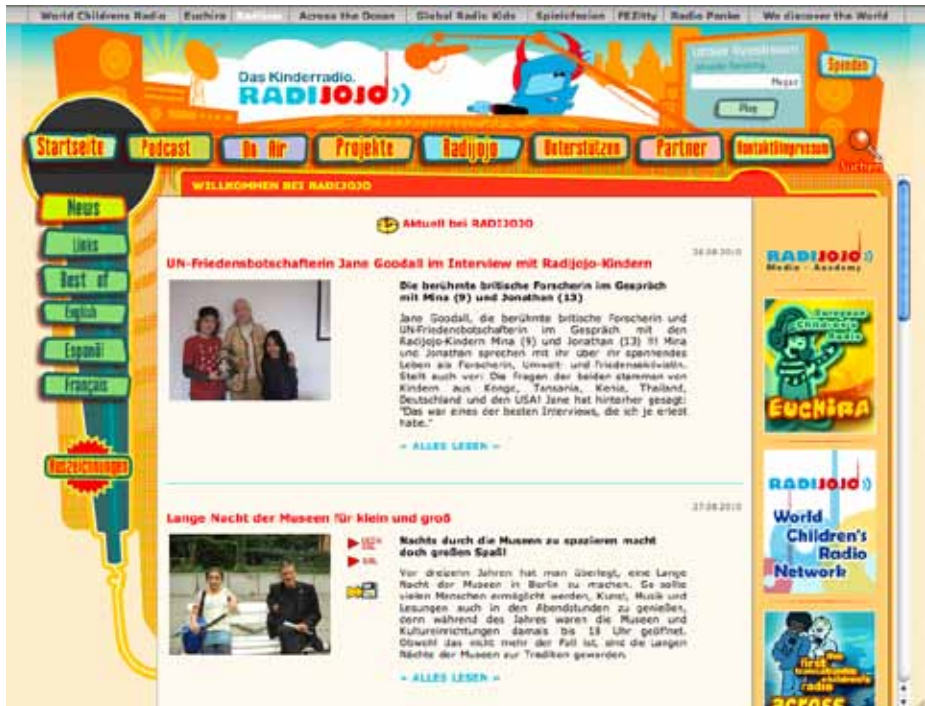 World Childrens Radio Euchira Across the Ocean Global Radio Kids Spielefesien FEZitty Radio Panke We discover the World
Das Kinderradio.
RADIJOJO
Unser Livestream
Megax
Play
Spenden
Startseite Podcast On Air Projekte Radijojo Unterstützen Partner Kontakt&Impressum
Suchen
WILLKOMMEN BEI RADIJOJO
News
Links
Best of
English
Español
Français
Auszeichnungen
Aktuell bei RADIJOJO
UN-Friedensbotschafterin Jane Goodall im Interview mit Radijojo-Kindern
Die berühmte britische Forscherin im Gespräch
mit Mina (9) und Jonathan (13)
Jane Goodall, die berühmte britische Forscherin und
UN-Friedensbotschafterin im Gespräch mit den
Radijojo-Kindern Mina (9) und Jonathan (13) !!! Mina
und Jonathan sprechen mit ihr über ihr spannendes
Leben als Forscherin, Umwelt- und Friedensaktivistin.
Stellt euch vor: Die Fragen der beiden stammen von
Kindern aus Kongo, Tansania, Kenia, Thailand,
Deutschland und den USA! Jane hat hinterher gesagt:
"Das war eines der besten Interviews, die ich je erlebt
habe."
» ALLES LESEN «
27.08.2010
Lange Nacht der Museen für klein und groß
Nachts durch die Museen zu spazieren macht
doch großen Spaß!
Vor dreizehn Jahren hat man überlegt, eine Lange
Nacht der Museen in Berlin zu machen. So sollte
vielen Menschen ermöglicht werden, Kunst, Musik und
Lesungen auch in den Abendstunden zu genießen,
denn während des Jahres waren die Museen und
Kultureinrichtungen damals bis 18 Uhr geöffnet.
Obwohl das nicht mehr der Fall ist, sind die Langen
Nächte der Museen zur Tradition geworden.
» ALLES LESEN «
RADIJOJO
Media - Academy
European
Children's
Radio
EUCHIRA
RADIJOJO
World
Children's
Radio
Network
the
first
transatlantic
children's
radio
across